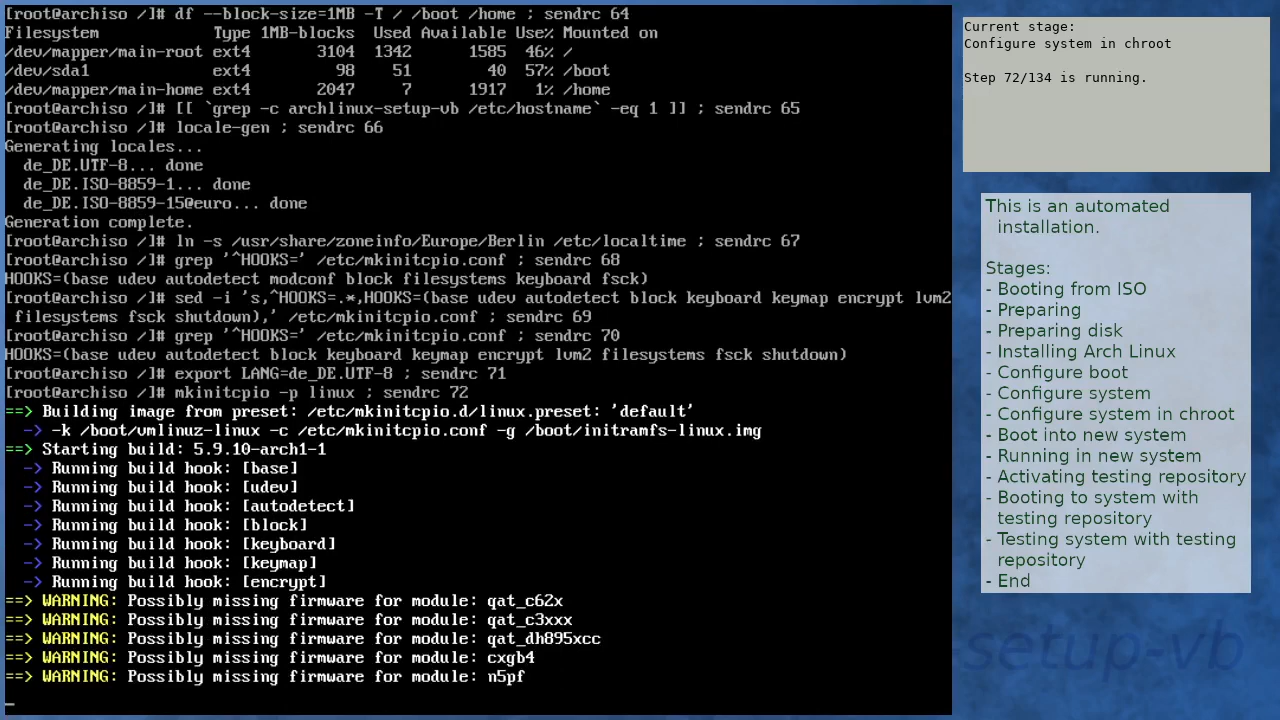 [root@archiso /]# df --block-size=1MB -T / /boot /home ; sendrc 64
Filesystem            Type 1MB-blocks  Used Available Use% Mounted on
/dev/mapper/main-root ext4       3104  1342      1585  46% /
/dev/sda1             ext4         98    51        40  57% /boot
/dev/mapper/main-home ext4       2047     7      1917   1% /home
[root@archiso /]# [[ `grep -c archlinux-setup-vb /etc/hostname` -eq 1 ]] ; sendrc 65
[root@archiso /]# locale-gen ; sendrc 66
Generating locales...
  de_DE.UTF-8... done
  de_DE.ISO-8859-1... done
  de_DE.ISO-8859-15@euro... done
Generation complete.
[root@archiso /]# ln -s /usr/share/zoneinfo/Europe/Berlin /etc/localtime ; sendrc 67
[root@archiso /]# grep '^HOOKS=' /etc/mkinitcpio.conf ; sendrc 68
HOOKS=(base udev autodetect modconf block filesystems keyboard fsck)
[root@archiso /]# sed -i 's,^HOOKS=.*,HOOKS=(base udev autodetect block keyboard keymap encrypt lvm2
 filesystems fsck shutdown),' /etc/mkinitcpio.conf ; sendrc 69
[root@archiso /]# grep '^HOOKS=' /etc/mkinitcpio.conf ; sendrc 70
HOOKS=(base udev autodetect block keyboard keymap encrypt lvm2 filesystems fsck shutdown)
[root@archiso /]# export LANG=de_DE.UTF-8 ; sendrc 71
[root@archiso /]# mkinitcpio -p linux ; sendrc 72
==> Building image from preset: /etc/mkinitcpio.d/linux.preset: 'default'
  -> -k /boot/vmlinuz-linux -c /etc/mkinitcpio.conf -g /boot/initramfs-linux.img
==> Starting build: 5.9.10-arch1-1
  -> Running build hook: [base]
  -> Running build hook: [udev]
  -> Running build hook: [autodetect]
  -> Running build hook: [block]
  -> Running build hook: [keyboard]
  -> Running build hook: [keymap]
  -> Running build hook: [encrypt]
==> WARNING: Possibly missing firmware for module: qat_c62x
==> WARNING: Possibly missing firmware for module: qat_c3xxx
==> WARNING: Possibly missing firmware for module: qat_dh895xcc
==> WARNING: Possibly missing firmware for module: cxgb4
==> WARNING: Possibly missing firmware for module: n5pf
Current stage:
Configure system in chroot
Step 72/134 is running.
This is an automated
installation.
Stages:
- Booting from ISO
- Preparing
- Preparing disk
- Installing Arch Linux
- Configure boot
- Configure system
- Configure system in chroot
- Boot into new system
- Running in new system
- Activating testing repository
- Booting to system with
testing repository
- Testing system with testing
repository
- End
-setup-vb